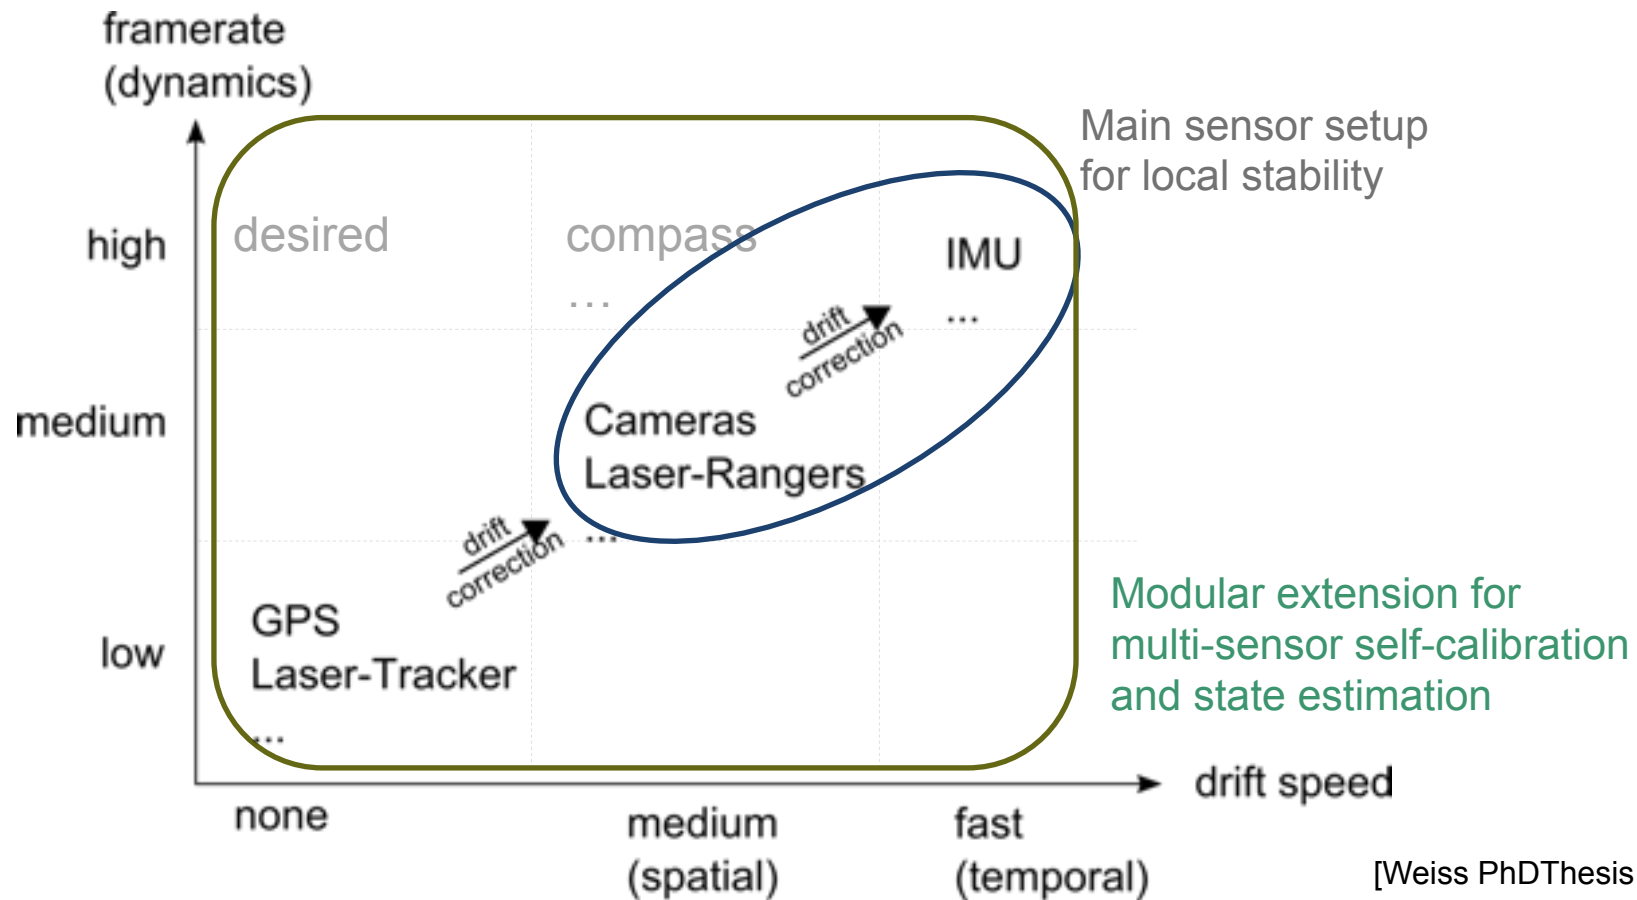 framerate
(dynamics)
Main sensor setup
for local stability
high
desired
compass
...
IMU
...
drift
correction
medium
Cameras
Laser-Rangers
...
drift
correction
low
GPS
Laser-Tracker
...
Modular extension for
multi-sensor self-calibration
and state estimation
drift speed
none
medium
(spatial)
fast
(temporal)
[Weiss PhDThesis